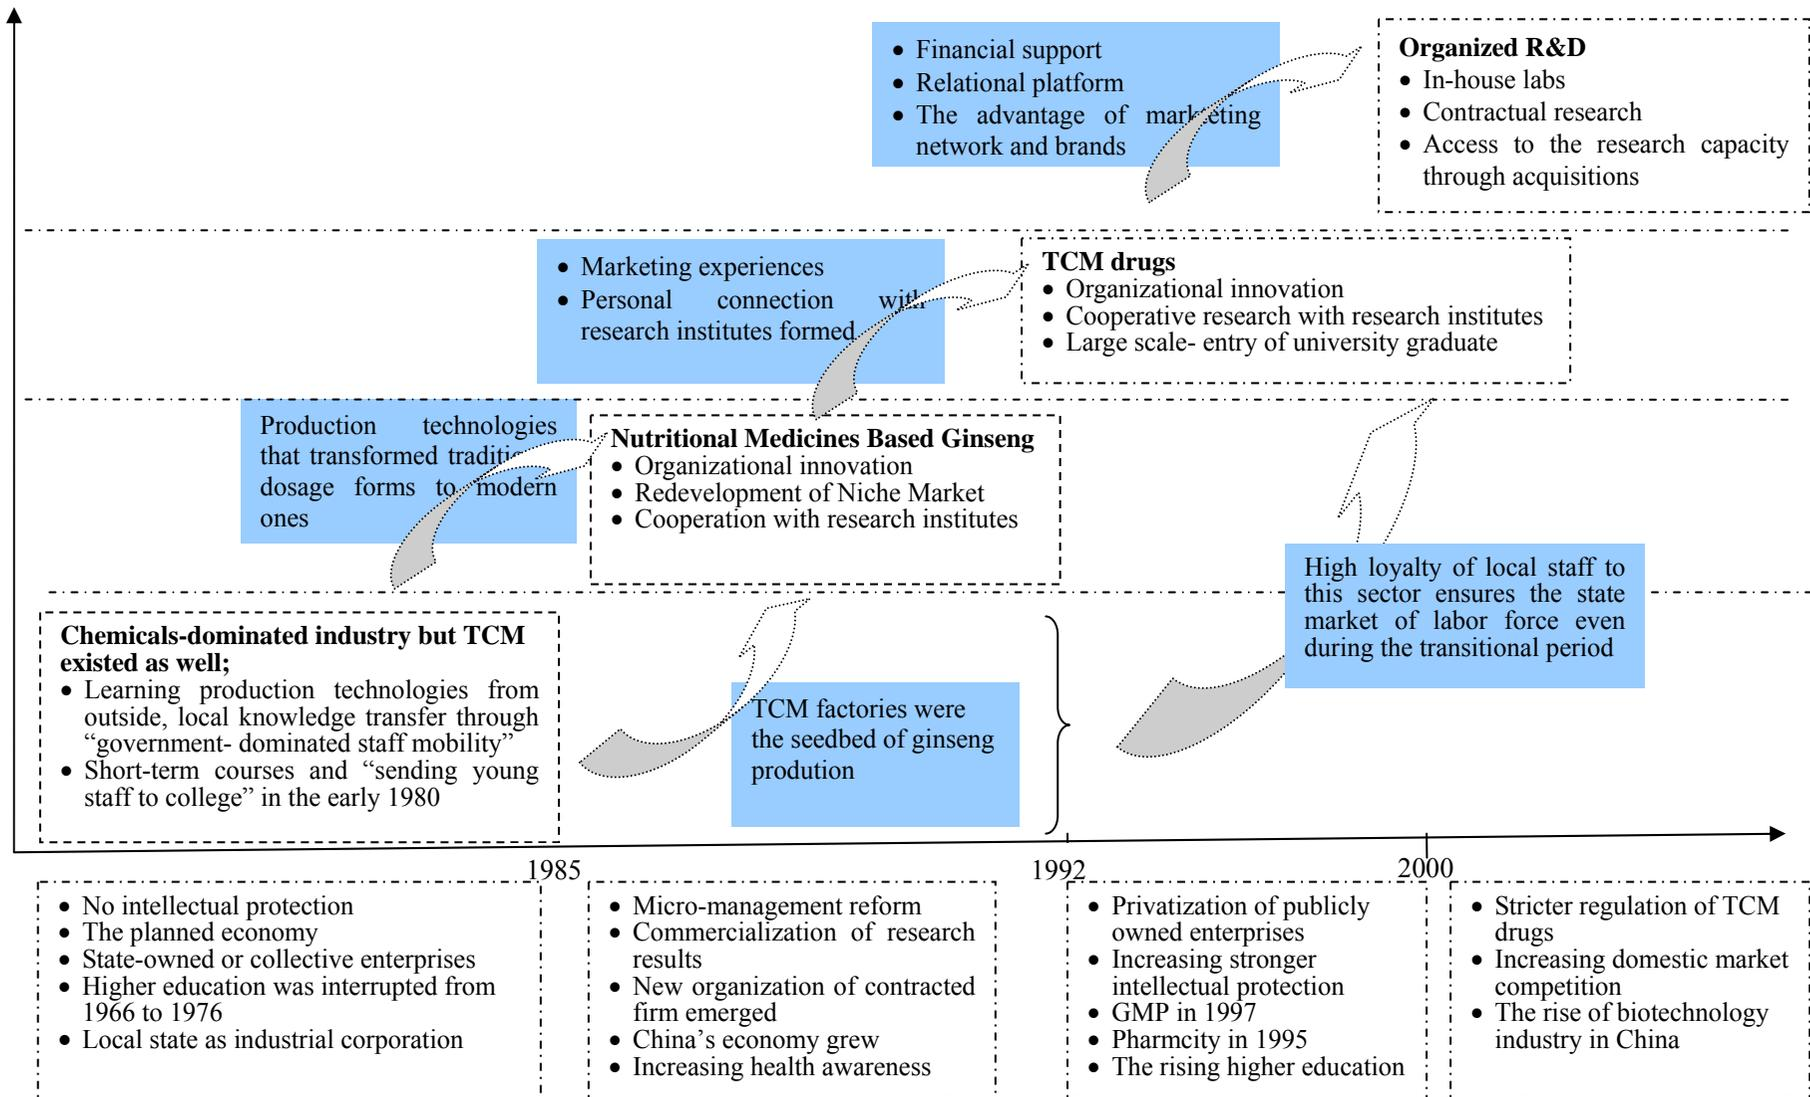 • Financial support
• Relational platform
• The advantage of marketing
network and brands
Organized R&D
• In-house labs
• Contractual research
• Access to the research capacity
through acquisitions
• Marketing experiences
• Personal connection with
research institutes formed
TCM drugs
• Organizational innovation
• Cooperative research with research institutes
• Large scale- entry of university graduate
Production technologies
that transformed
dosage forms to modern
ones
Nutritional Medicines Based Ginseng
• Organizational innovation
• Redevelopment of Niche Market
• Cooperation with research institutes
High loyalty of local staff to
this sector ensures the state
market of labor force even
during the transitional period
Chemicals-dominated industry but TCM
existed as well;
• Learning production technologies from
outside, local knowledge transfer through
“government- dominated staff mobility”
• Short-term courses and “sending young
staff to college” in the early 1980
TCM factories were
the seedbed of ginseng
prodution
1985
1992
2000
• No intellectual protection
• The planned economy
• State-owned or collective enterprises
• Higher education was interrupted from
1966 to 1976
• Local state as industrial corporation
• Micro-management reform
• Commercialization of research
results
• New organization of contracted
firm emerged
• China’s economy grew
• Increasing health awareness
• Privatization of publicly
owned enterprises
• Increasing stronger
intellectual protection
• GMP in 1997
• Pharmcity in 1995
• The rising higher education
• Stricter regulation of TCM
drugs
• Increasing domestic market
competition
• The rise of biotechnology
industry in China